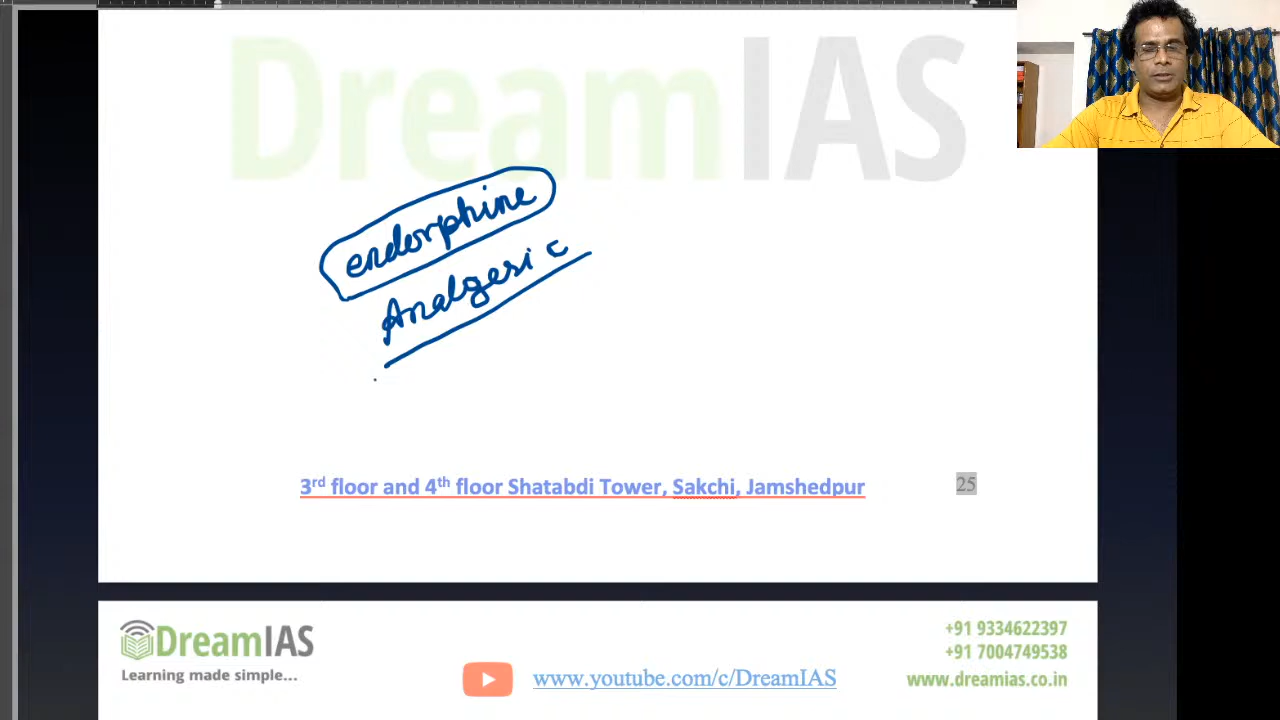 DreamIAS
endorphine
Analgesic
3rd floor and 4th floor Shatabdi Tower, Sakchi, Jamshedpur
25
DreamIAS
Learning made simple...
www.youtube.com/c/DreamIAS
+91 9334622397
+91 7004749538
www.dreamias.co.in